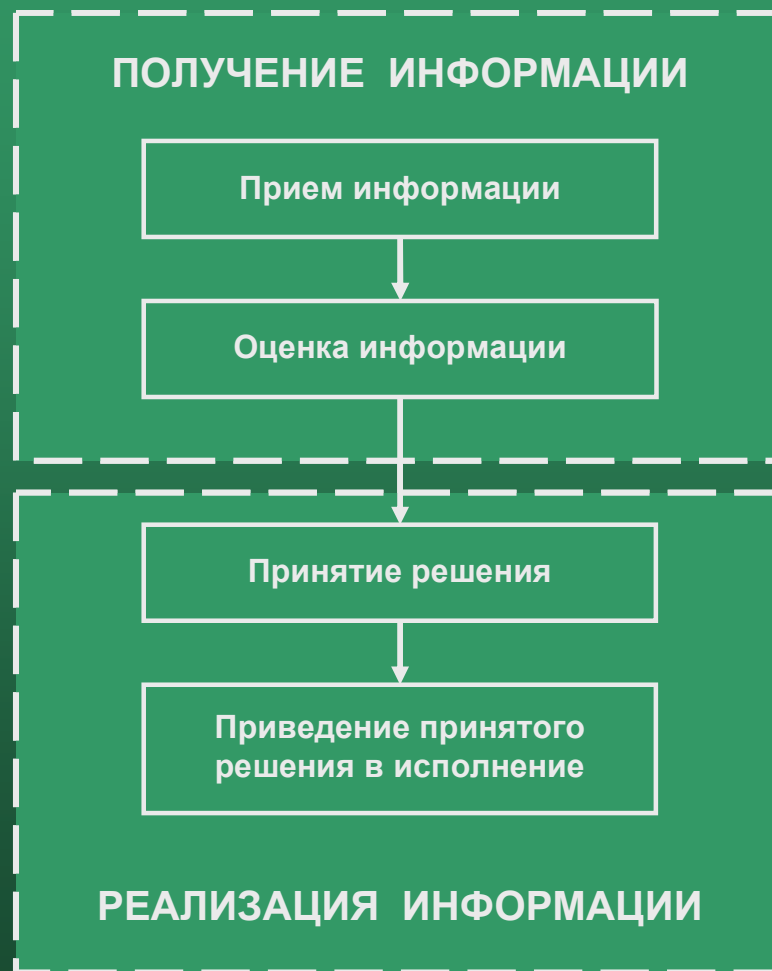 ПОЛУЧЕНИЕ ИНФОРМАЦИИ
Прием информации
Оценка информации
Принятие решения
Приведение принятого
решения в исполнение
РЕАЛИЗАЦИЯ ИНФОРМАЦИИ